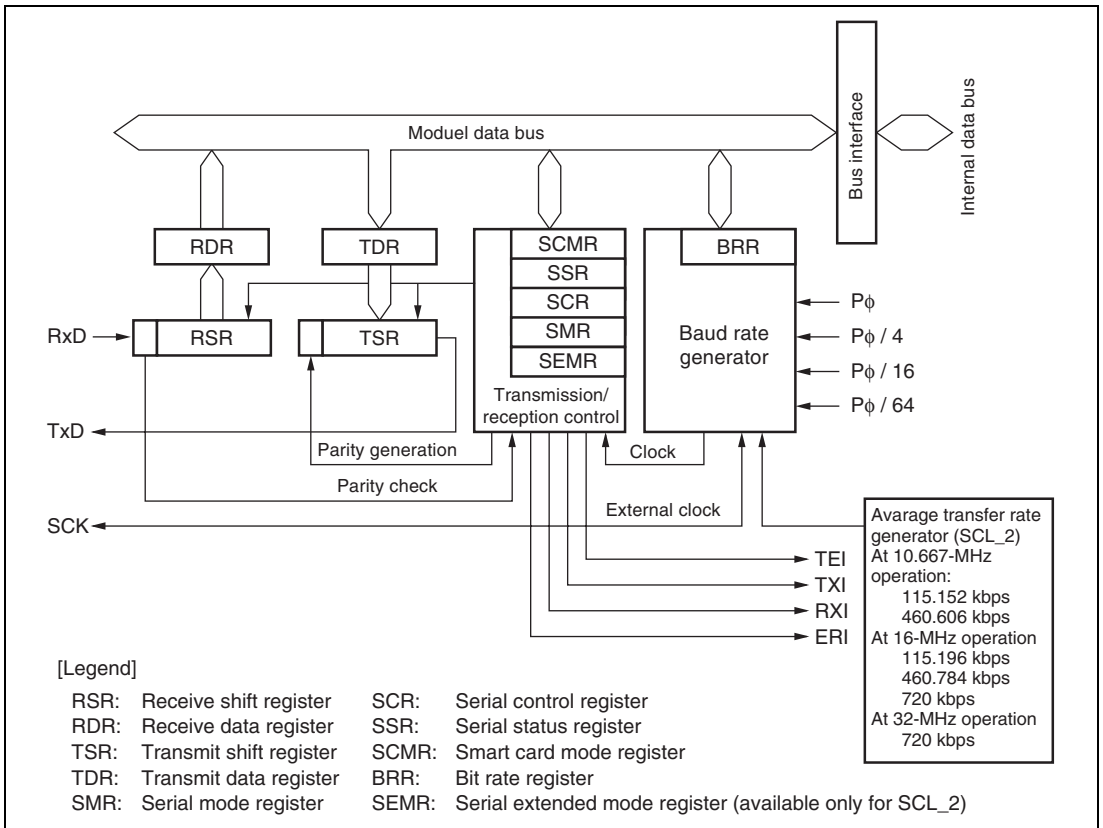 Moduel data bus
Bus interface
Internal data bus
RDR
TDR
SCMR
SSR
SCR
SMR
SEMR
Transmission/
reception control
BRR
Baud rate
generator
Pϕ
Pϕ / 4
Pϕ / 16
Pϕ / 64
RxD
RSR
TSR
TxD
Parity generation
Parity check
Clock
SCK
External clock
TEI
TXI
RXI
ERI
Avarage transfer rate
generator (SCL_2)
At 10.667-MHz
operation:
115.152 kbps
460.606 kbps
At 16-MHz operation
115.196 kbps
460.784 kbps
720 kbps
At 32-MHz operation
720 kbps
[Legend]
RSR: Receive shift register
RDR: Receive data register
TSR: Transmit shift register
TDR: Transmit data register
SMR: Serial mode register
SCR: Serial control register
SSR: Serial status register
SCMR: Smart card mode register
BRR: Bit rate register
SEMR: Serial extended mode register (available only for SCL_2)